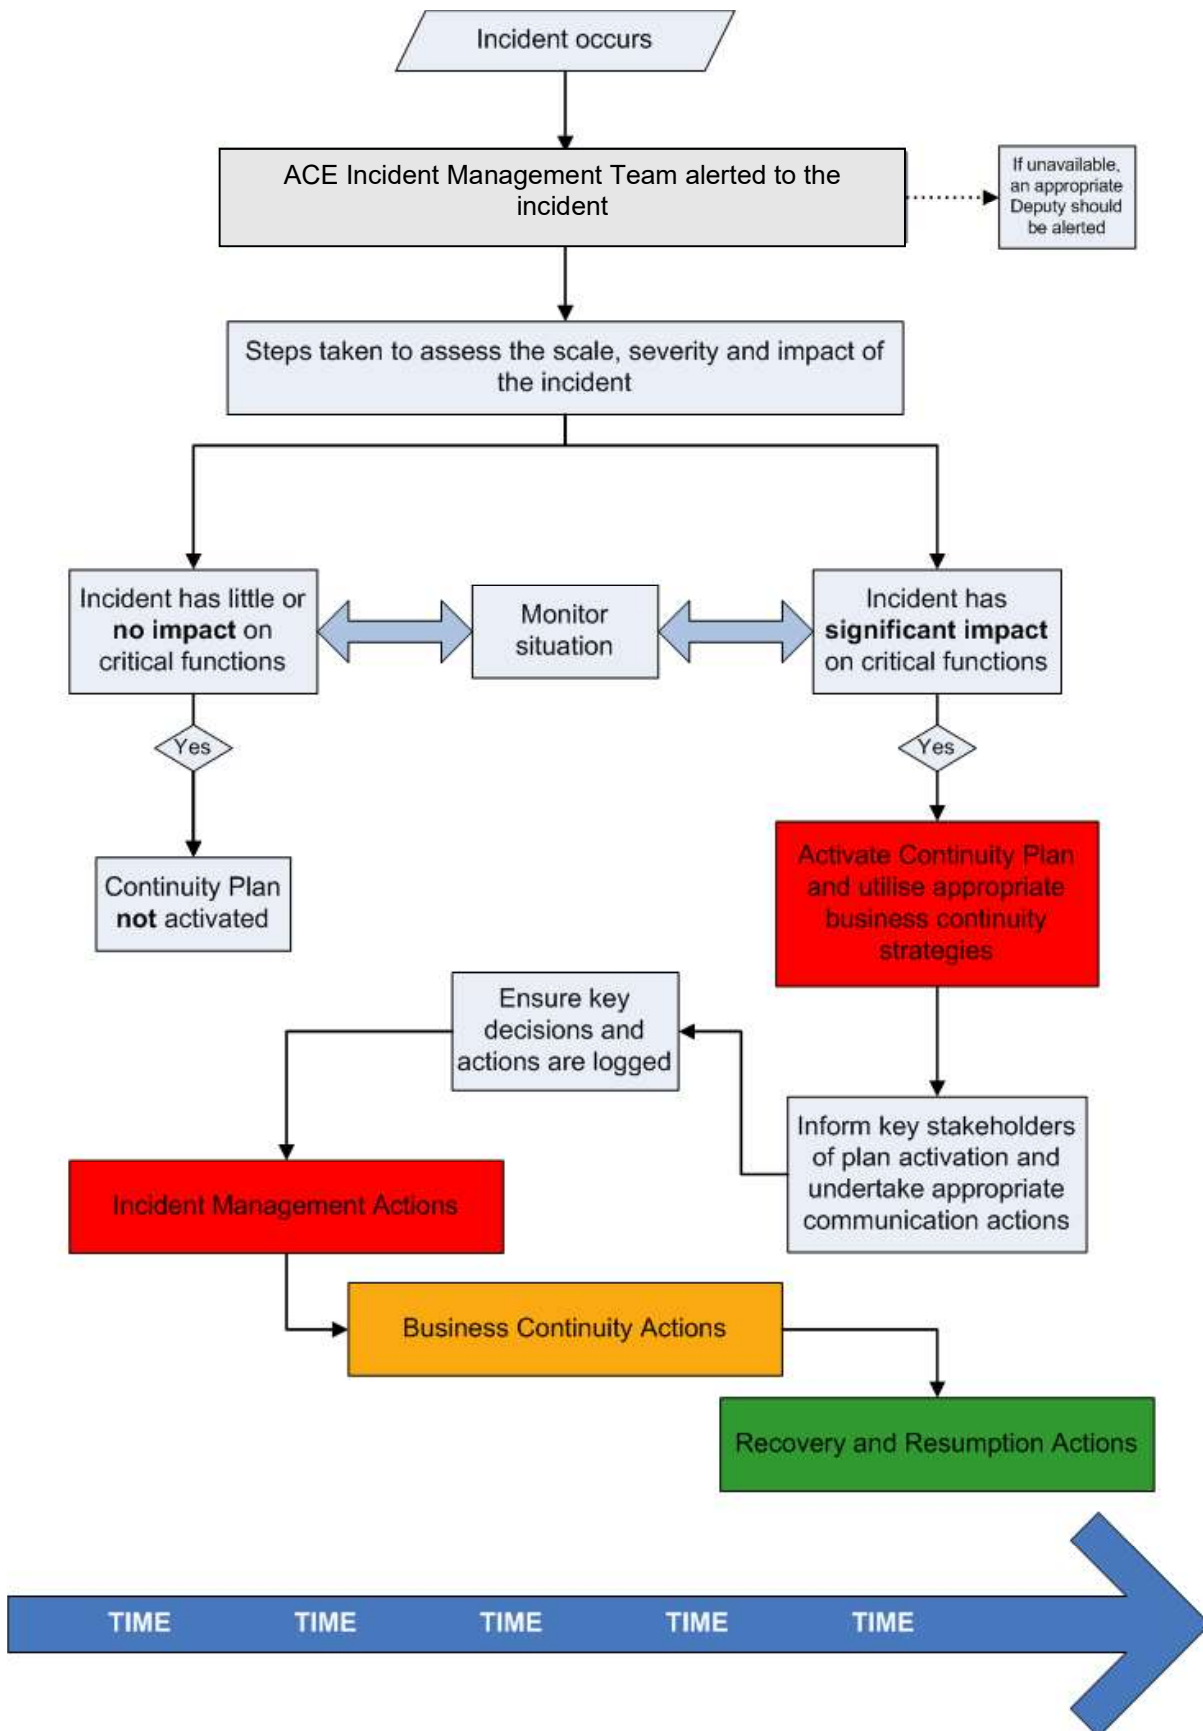 Incident occurs
ACE Incident Management Team alerted to the
incident
If unavailable,
an appropriate
Deputy should
be alerted
Steps taken to assess the scale, severity and impact of
the incident
Incident has little or
no impact on
critical functions
Monitor
situation
Incident has
significant impact
on critical functions
Yes
Yes
Continuity Plan
not activated
Activate Continuity Plan
and utilise appropriate
business continuity
strategies
Ensure key
decisions and
actions are logged
Inform key stakeholders
of plan activation and
undertake appropriate
communication actions
Incident Management Actions
Business Continuity Actions
Recovery and Resumption Actions
TIME TIME TIME TIME TIME